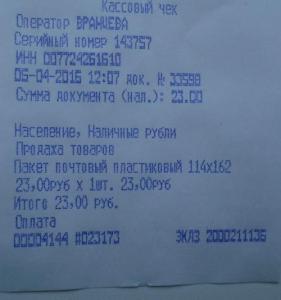 Кассовый чек
Оператор ВРАНЧЕВА
Серийный номер 143757
ИНН 007724261610
05-04-2016 12:07 док. № 33598
Сумма документа (нал.): 23.00
Население, Наличные рубли
Продажа товаров
Пакет почтовый пластиковый 114х162
23,00руб х 1шт. 23,00руб
Итого 23,00 руб.
Оплата
00004144 #023173 ЭКЛЗ 2000211136